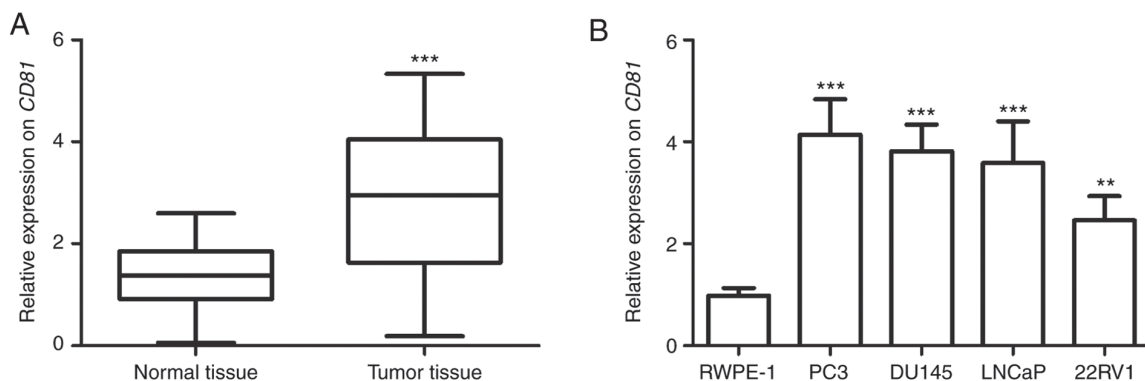 A
Relative expression on CD81
6
4
2
0
***
Normal tissue
Tumor tissue
B
Relative expression on CD81
6
4
2
0
***
***
***
**
RWPE-1
PC3
DU145
LNCaP
22RV1